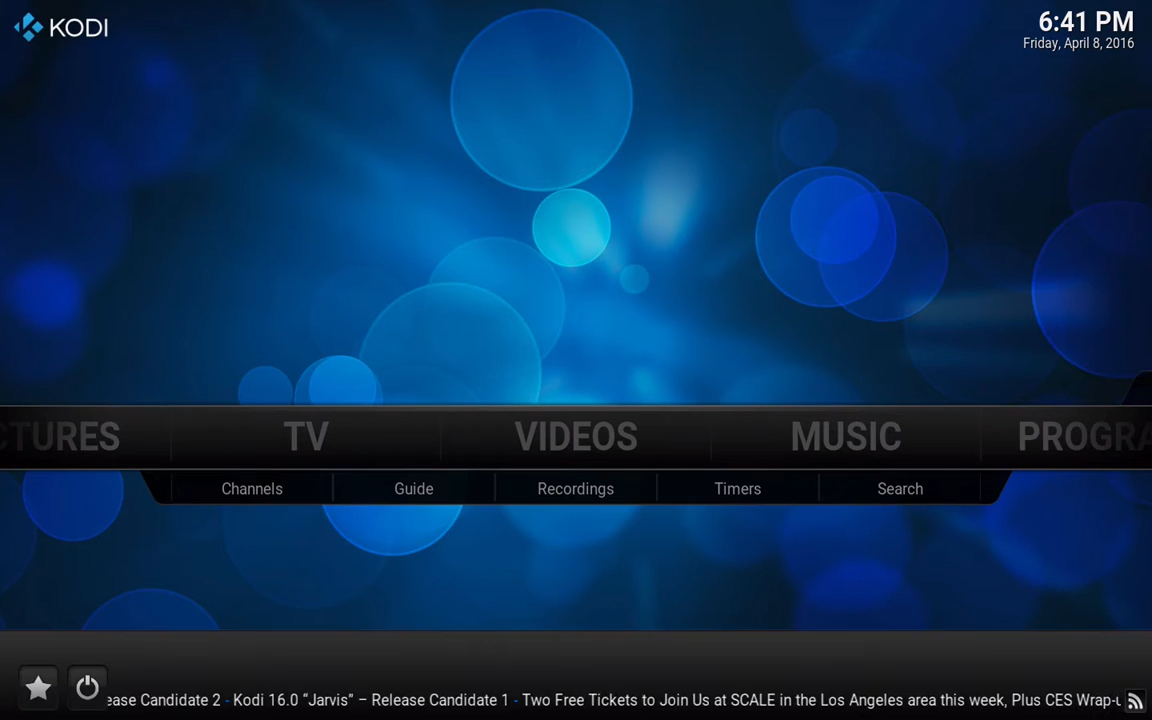 KODI
6:41 PM
Friday, April 8, 2016
CTURES TV VIDEOS MUSIC PROGRA
Channels Guide Recordings Timers Search
ease Candidate 2 - Kodi 16.0 “Jarvis” – Release Candidate 1 - Two Free Tickets to Join Us at SCALE in the Los Angeles area this week, Plus CES Wrap-u